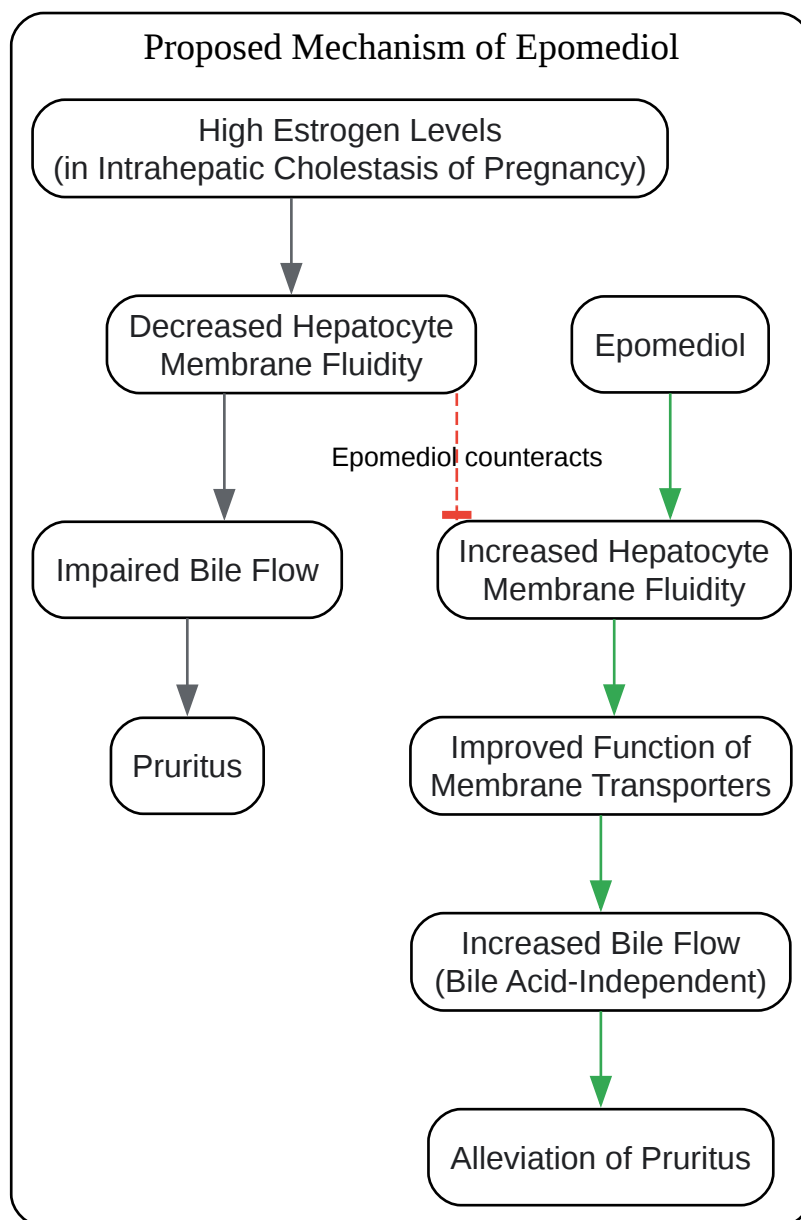 Proposed Mechanism of Epomediol
High Estrogen Levels
(in Intrahepatic Cholestasis of Pregnancy)
Decreased Hepatocyte
Membrane Fluidity
Epomediol
Epomediol counteracts
Impaired Bile Flow
Increased Hepatocyte
Membrane Fluidity
Pruritus
Improved Function of
Membrane Transporters
Increased Bile Flow
(Bile Acid-Independent)
Alleviation of Pruritus